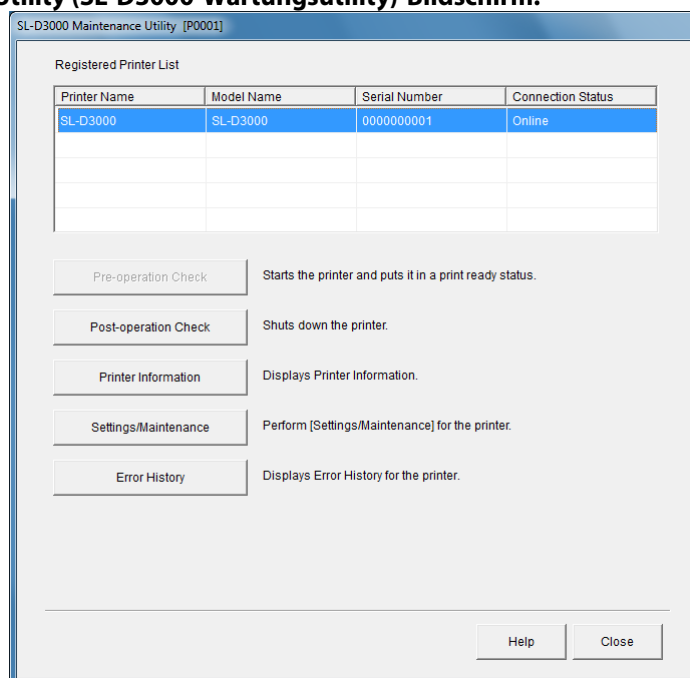 Utility (SL-D3000-Wartungsutility)-Bildschirm.
SL-D3000 Maintenance Utility [P0001]
Registered Printer List
Printer Name Model Name Serial Number Connection Status
SL-D3000 SL-D3000 0000000001 Online
Pre-operation Check Starts the printer and puts it in a print ready status.
Post-operation Check Shuts down the printer.
Printer Information Displays Printer Information.
Settings/Maintenance Perform [Settings/Maintenance] for the printer.
Error History Displays Error History for the printer.
Help Close